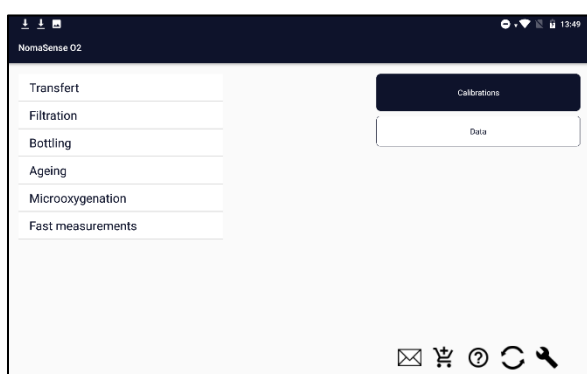 13:49
NomaSense O2
Transfert
Filtration
Bottling
Ageing
Microoxygenation
Fast measurements
Calibrations
Data